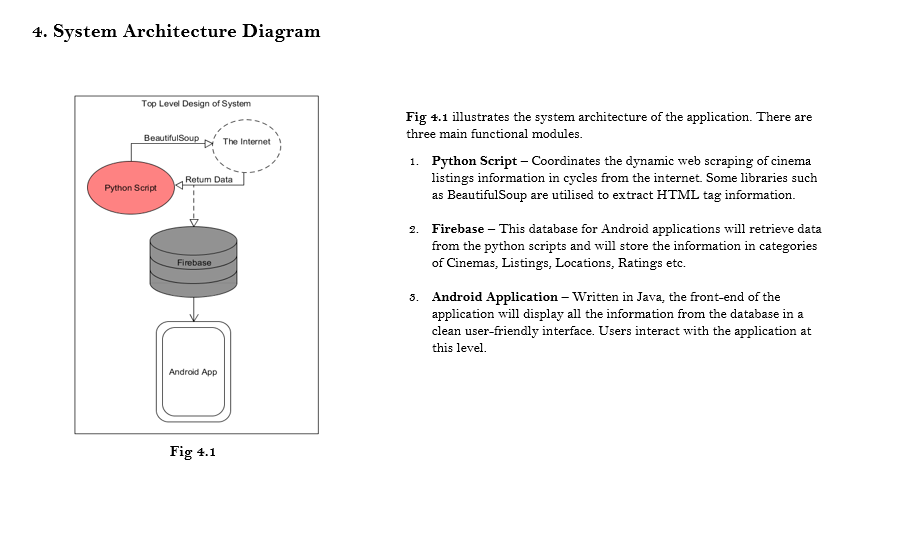 4. System Architecture Diagram
Top Level Design of System
BeautifulSoup
The Internet
Return Data
Python Script
Firebase
Android App
Fig 4.1
Fig 4.1 illustrates the system architecture of the application. There are
three main functional modules.
1. Python Script – Coordinates the dynamic web scraping of cinema
listings information in cycles from the internet. Some libraries such
as BeautifulSoup are utilised to extract HTML tag information.
2. Firebase – This database for Android applications will retrieve data
from the python scripts and will store the information in categories
of Cinemas, Listings, Locations, Ratings etc.
3. Android Application – Written in Java, the front-end of the
application will display all the information from the database in a
clean user-friendly interface. Users interact with the application at
this level.